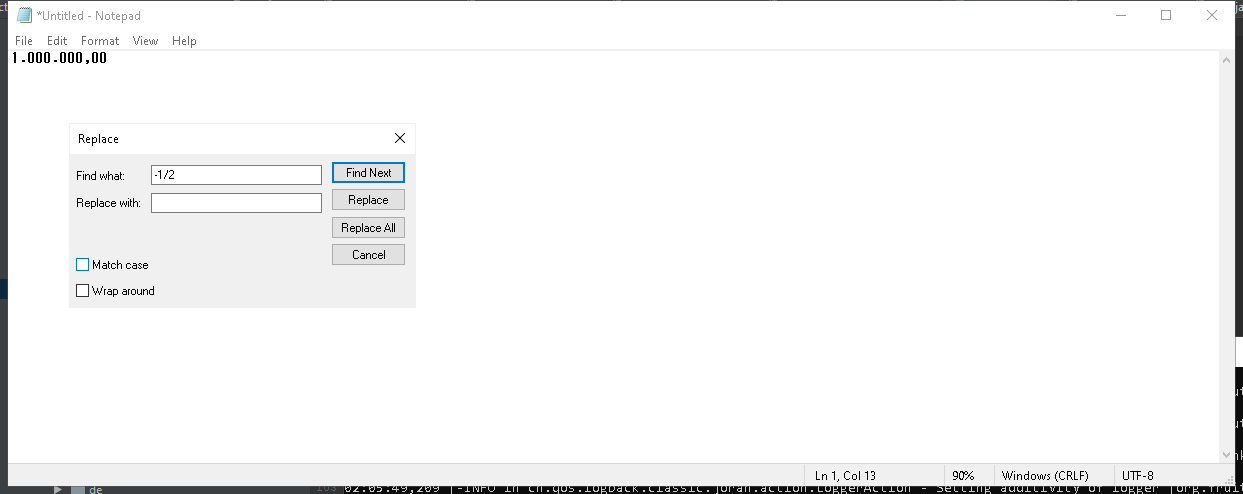 *Untitled - Notepad
File Edit Format View Help
1.000.000,00
Replace
Find what: -1/2 Find Next
Replace with: Replace
Replace All
Cancel
Match case
Wrap around
Ln 1, Col 13 90% Windows (CRLF) UTF-8
de 02:05:49,209 |-INFO in ch.qos.logback.classic.joran.action.LoggerAction - Setting additivity of logger